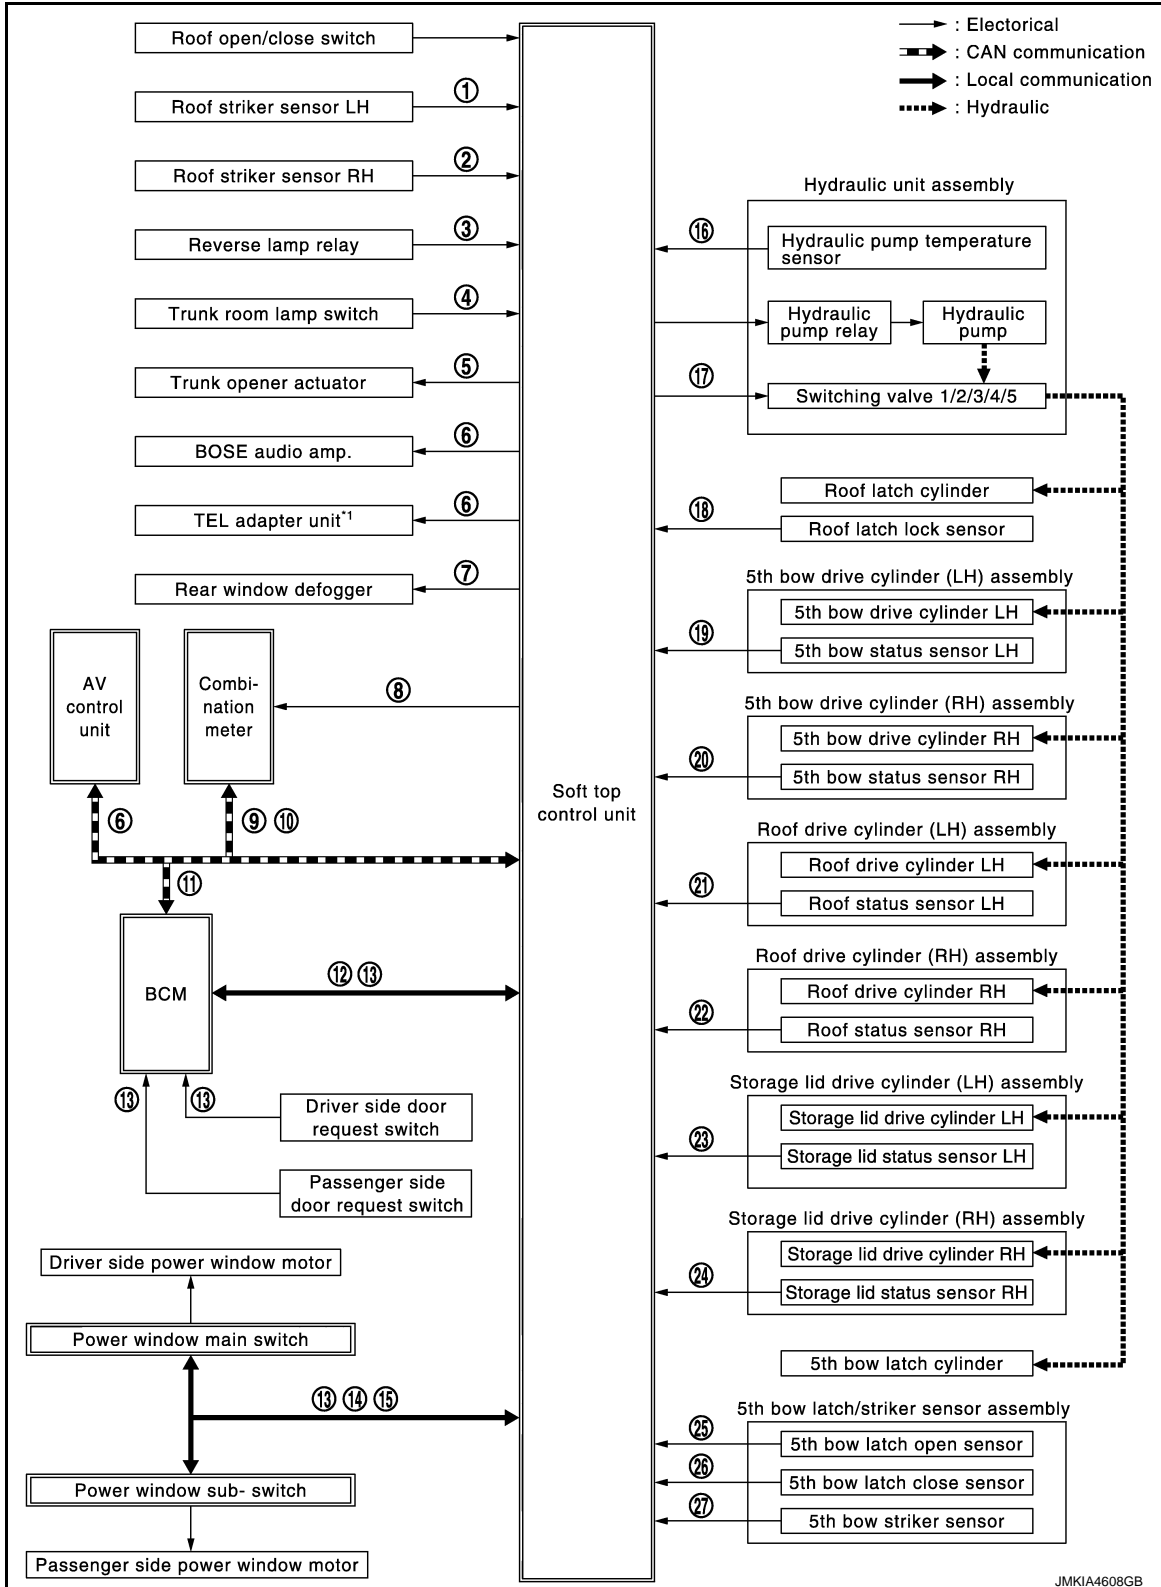 Roof open/close switch
Roof striker sensor LH
①
Roof striker sensor RH
②
Reverse lamp relay
③
Trunk room lamp switch
④
Trunk opener actuator
⑤
BOSE audio amp.
⑥
TEL adapter unit*1
⑥
Rear window defogger
⑦
AV
control
unit
Combi-
nation
meter
⑧
⑥
⑨ ⑩
⑪
BCM
⑫ ⑬
⑬
⑬
Driver side door
request switch
Passenger side
door request switch
Driver side power window motor
Power window main switch
⑬ ⑭ ⑮
Power window sub- switch
Passenger side power window motor
Soft top
control unit
: Electorical
: CAN communication
: Local communication
: Hydraulic
Hydraulic unit assembly
⑯
Hydraulic pump temperature
sensor
Hydraulic
pump relay
Hydraulic
pump
⑰
Switching valve 1/2/3/4/5
Roof latch cylinder
⑱
Roof latch lock sensor
5th bow drive cylinder (LH) assembly
5th bow drive cylinder LH
⑲
5th bow status sensor LH
5th bow drive cylinder (RH) assembly
5th bow drive cylinder RH
⑳
5th bow status sensor RH
Roof drive cylinder (LH) assembly
Roof drive cylinder LH
㉑
Roof status sensor LH
Roof drive cylinder (RH) assembly
Roof drive cylinder RH
㉒
Roof status sensor RH
Storage lid drive cylinder (LH) assembly
Storage lid drive cylinder LH
㉓
Storage lid status sensor LH
Storage lid drive cylinder (RH) assembly
Storage lid drive cylinder RH
㉔
Storage lid status sensor RH
5th bow latch cylinder
5th bow latch/striker sensor assembly
㉕
5th bow latch open sensor
㉖
5th bow latch close sensor
㉗
5th bow striker sensor
JMKIA4608GB